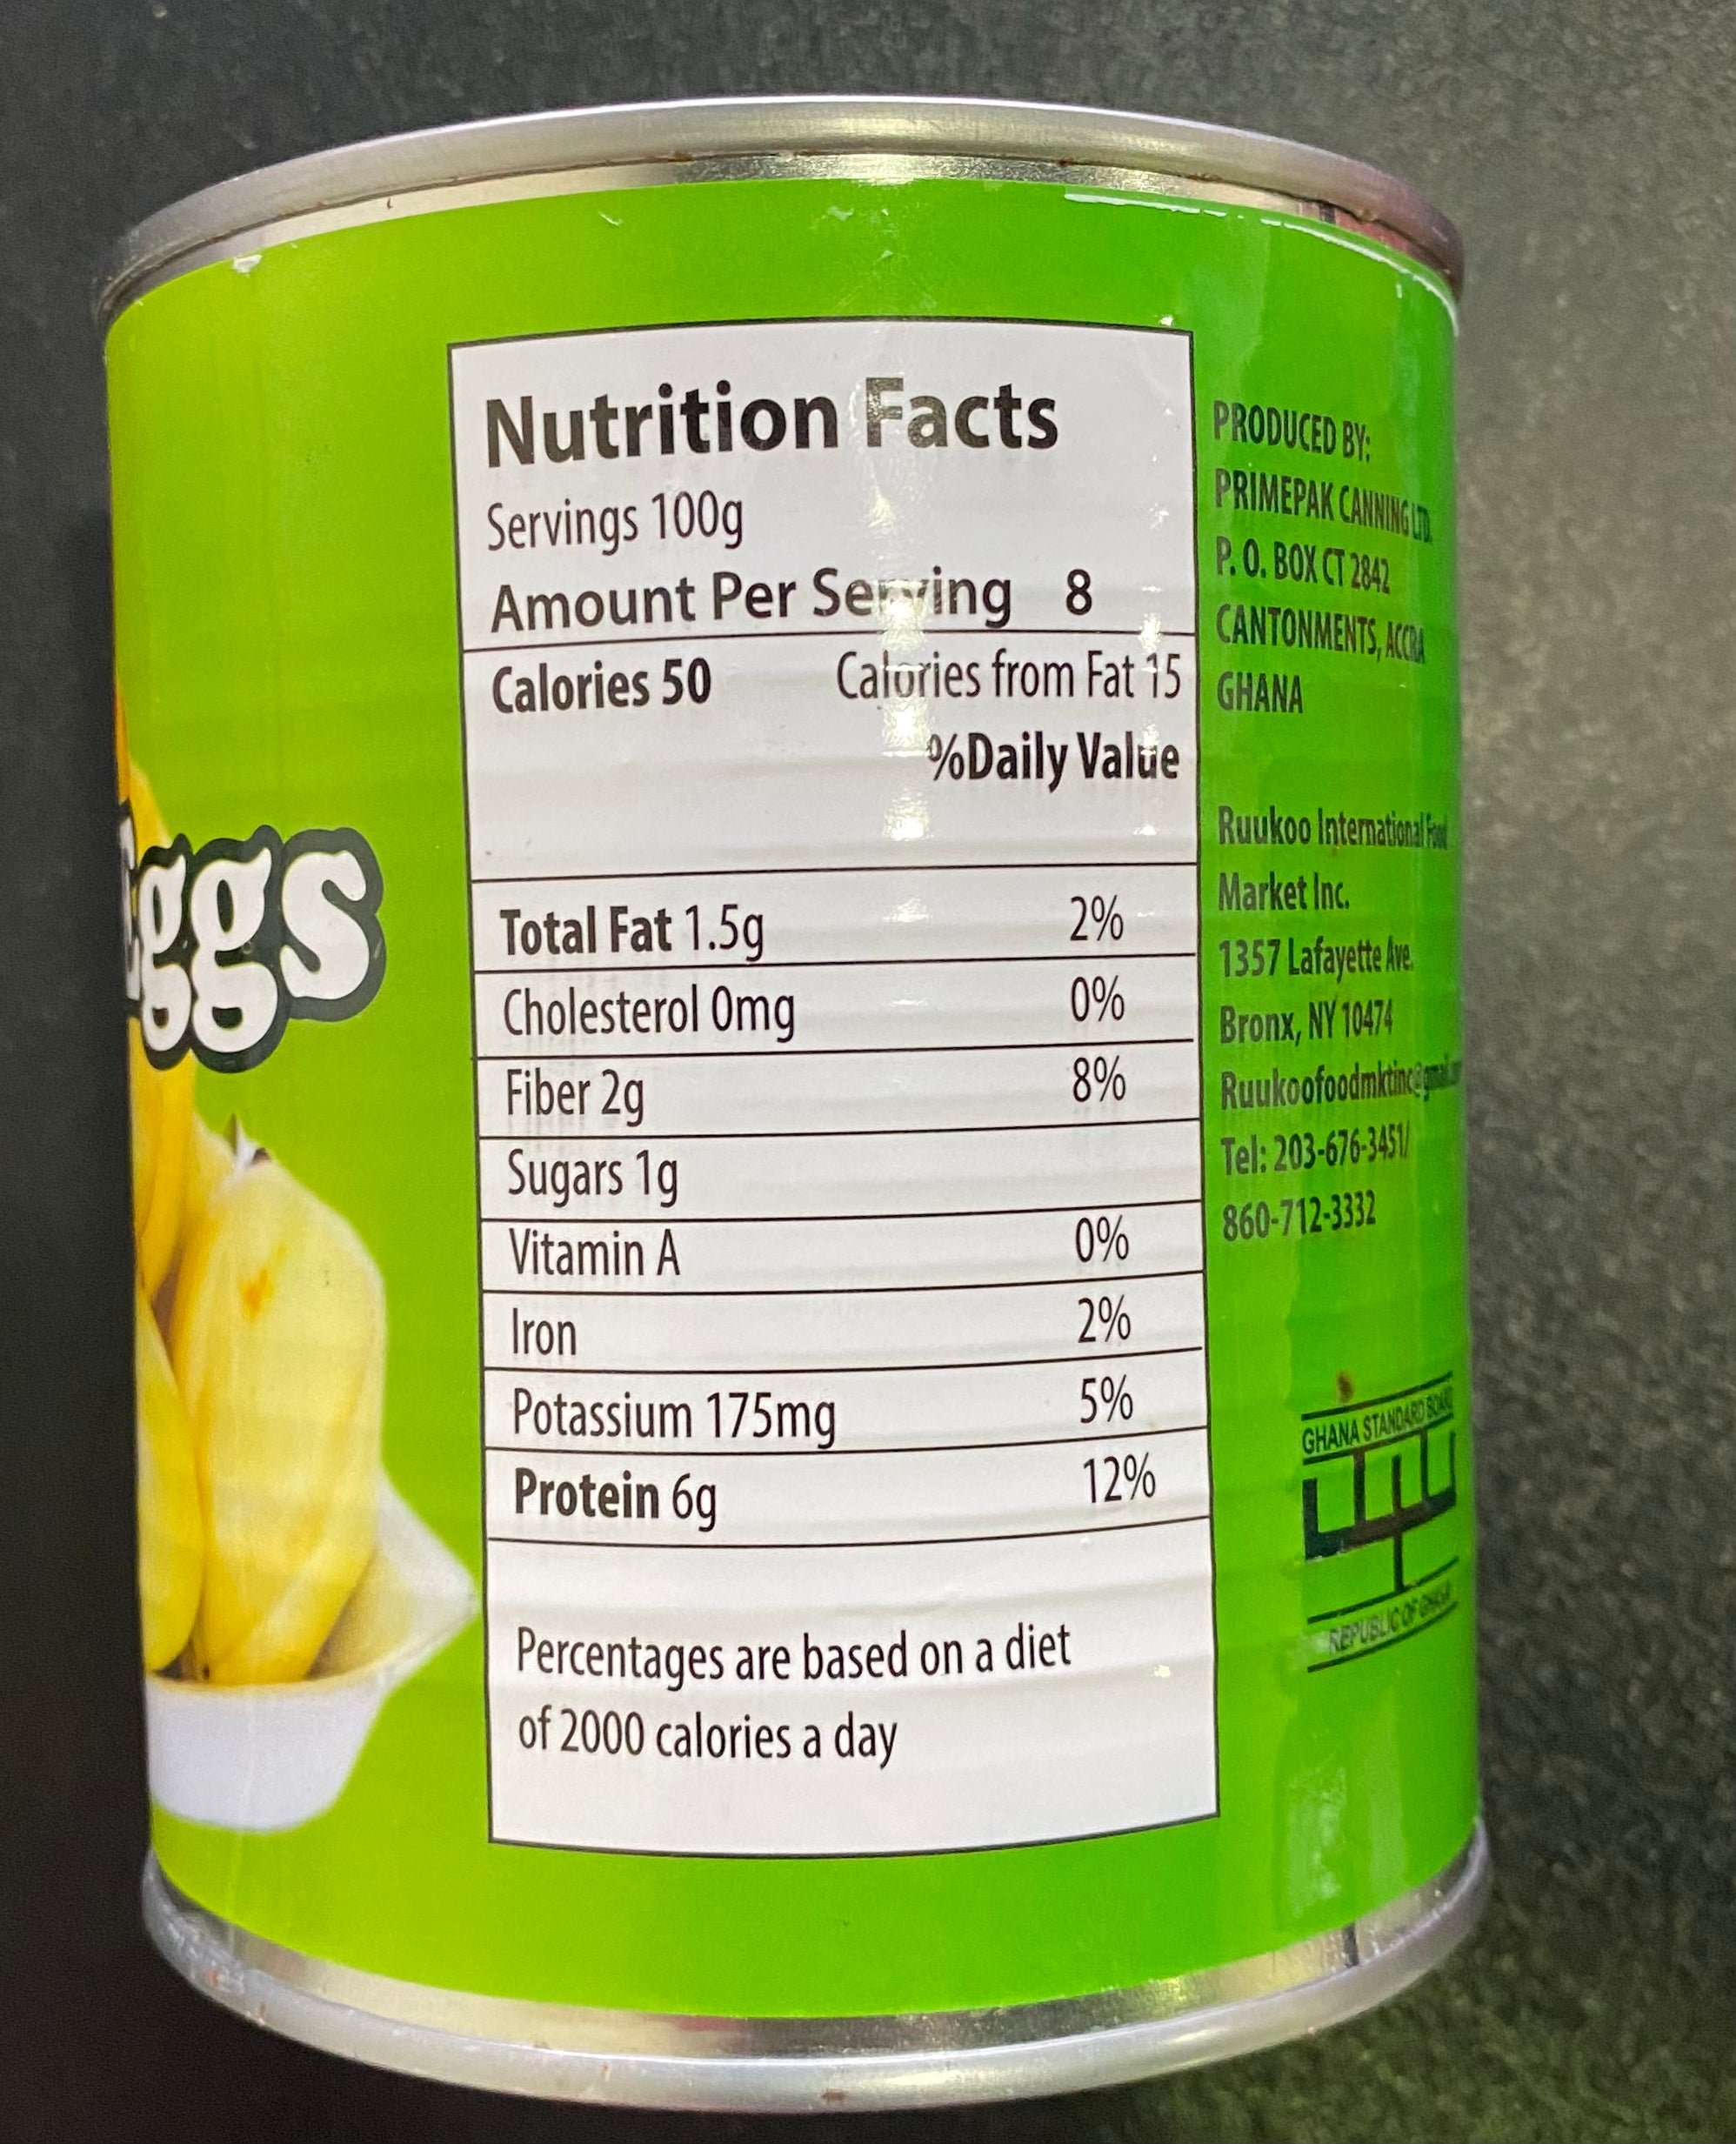 Eggs
Nutrition Facts
Servings 100g
Amount Per Serving 8
Calories 50 Calories from Fat 15
%Daily Value
Total Fat 1.5g 2%
Cholesterol 0mg 0%
Fiber 2g 8%
Sugars 1g
Vitamin A 0%
Iron 2%
Potassium 175mg 5%
Protein 6g 12%
Percentages are based on a diet
of 2000 calories a day
PRODUCED BY:
PRIMEPAK CANNING LTD.
P. O. BOX CT 2842
CANTONMENTS, ACCRA
GHANA
Ruukoo International Food
Market Inc.
1357 Lafayette Ave.
Bronx, NY 10474
Tel: 203-676-3451/
860-712-3332
GHANA STANDARD BOARD
REPUBLIC OF GHANA